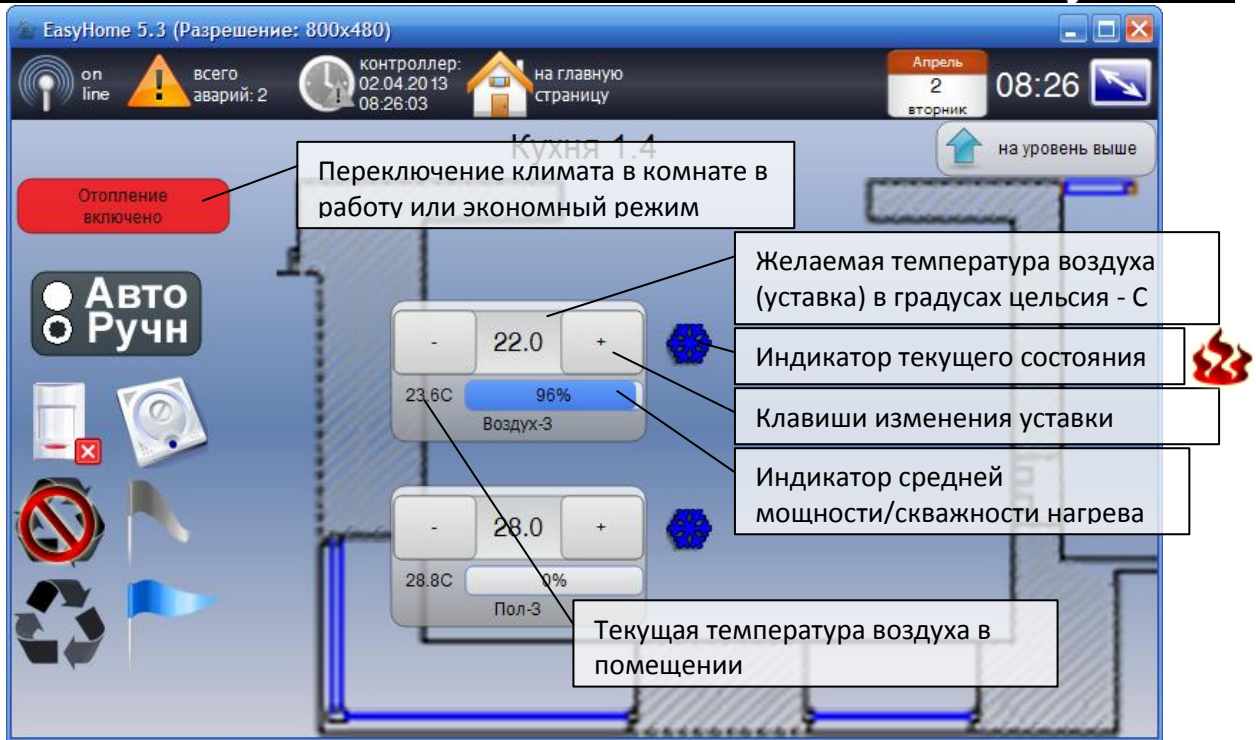 EasyHome 5.3 (Разрешение: 800x480)
on
line
всего
аварий: 2
контроллер:
02.04.2013
08:26:03
на главную
страницу
Апрель
2
вторник
08:26
Кухня 1.4
на уровень выше
Переключение климата в комнате в
работу или экономный режим
Отопление
включено
Желаемая температура воздуха
(уставка) в градусах цельсия - С
Авто
Ручн
- 22.0 +
Индикатор текущего состояния
23.6C 96%
Воздух-3
Клавиши изменения уставки
Индикатор средней
мощности/скважности нагрева
- 28.0 +
28.8C 0%
Пол-3
Текущая температура воздуха в
помещении